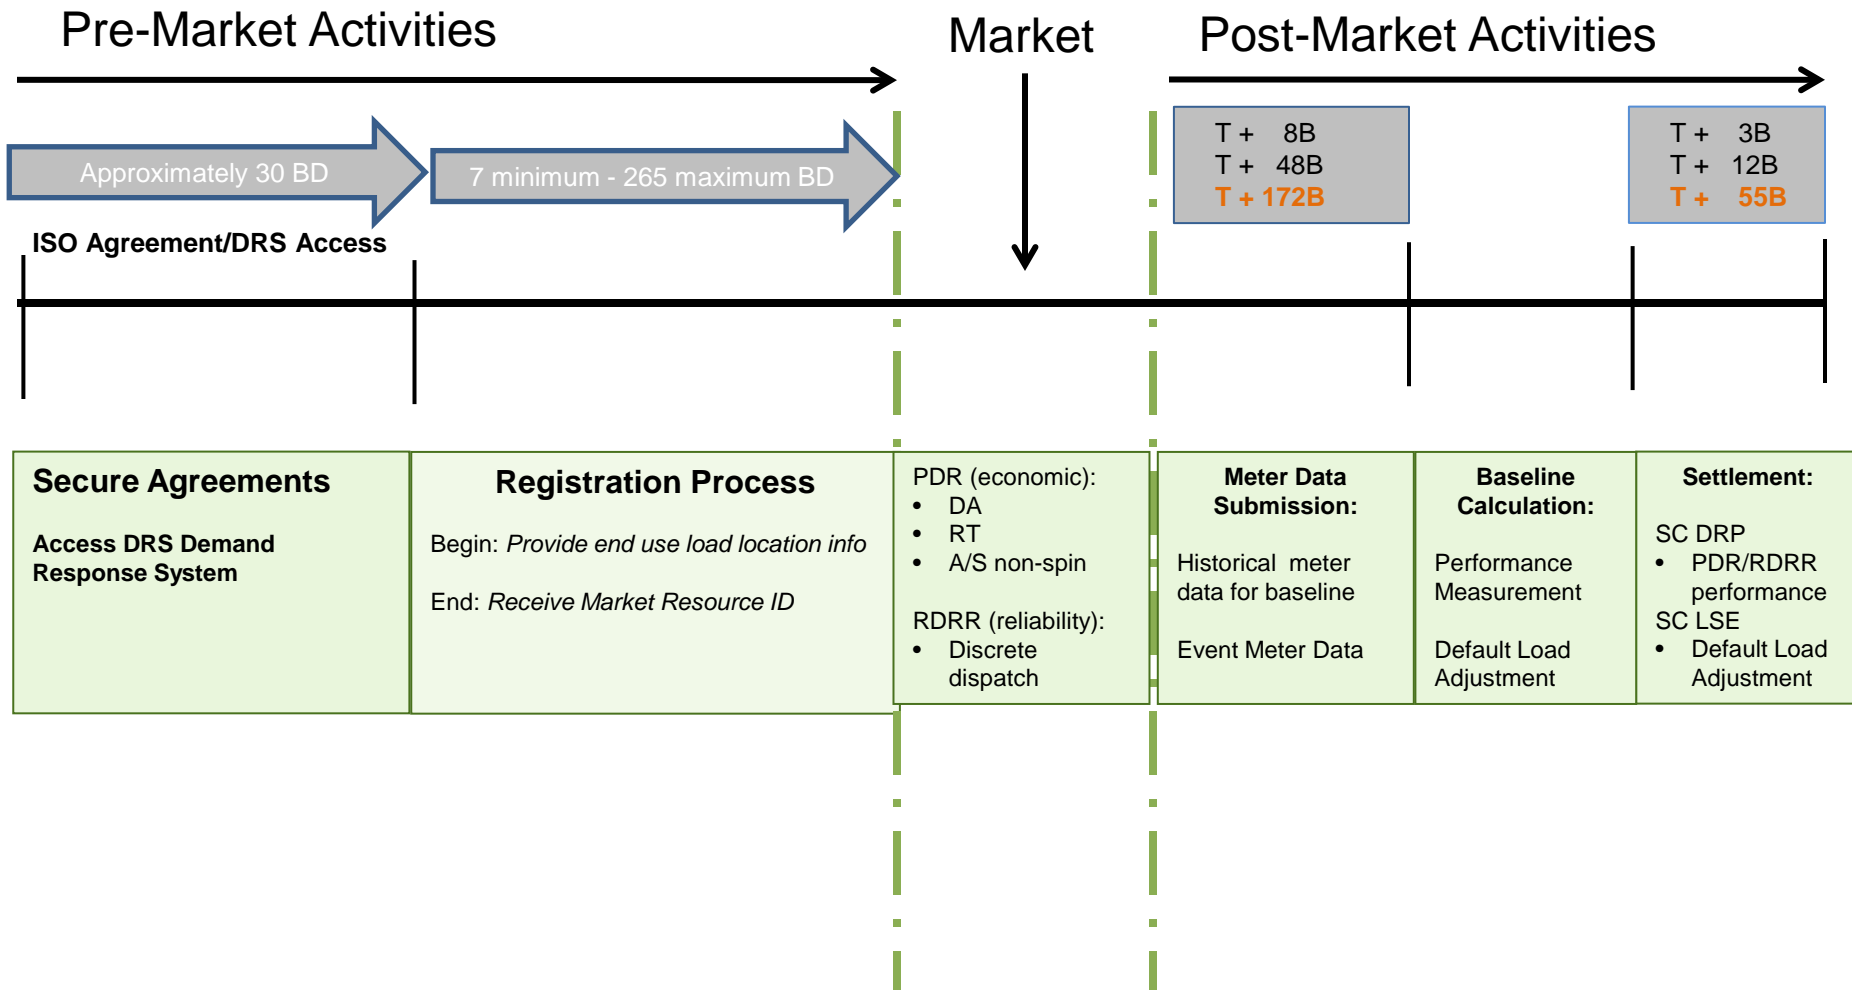 Pre-Market Activities
Market
Post-Market Activities
Approximately 30 BD
7 minimum - 265 maximum BD
T + 8B
T + 48B
T + 172B
T + 3B
T + 12B
T + 55B
ISO Agreement/DRS Access
Secure Agreements
Access DRS Demand
Response System
Registration Process
Begin: Provide end use load location info
End: Receive Market Resource ID
PDR (economic):
• DA
• RT
• A/S non-spin
RDRR (reliability):
• Discrete
dispatch
Meter Data
Submission:
Historical meter
data for baseline
Event Meter Data
Baseline
Calculation:
Performance
Measurement
Default Load
Adjustment
Settlement:
SC DRP
• PDR/RDRR
performance
SC LSE
• Default Load
Adjustment